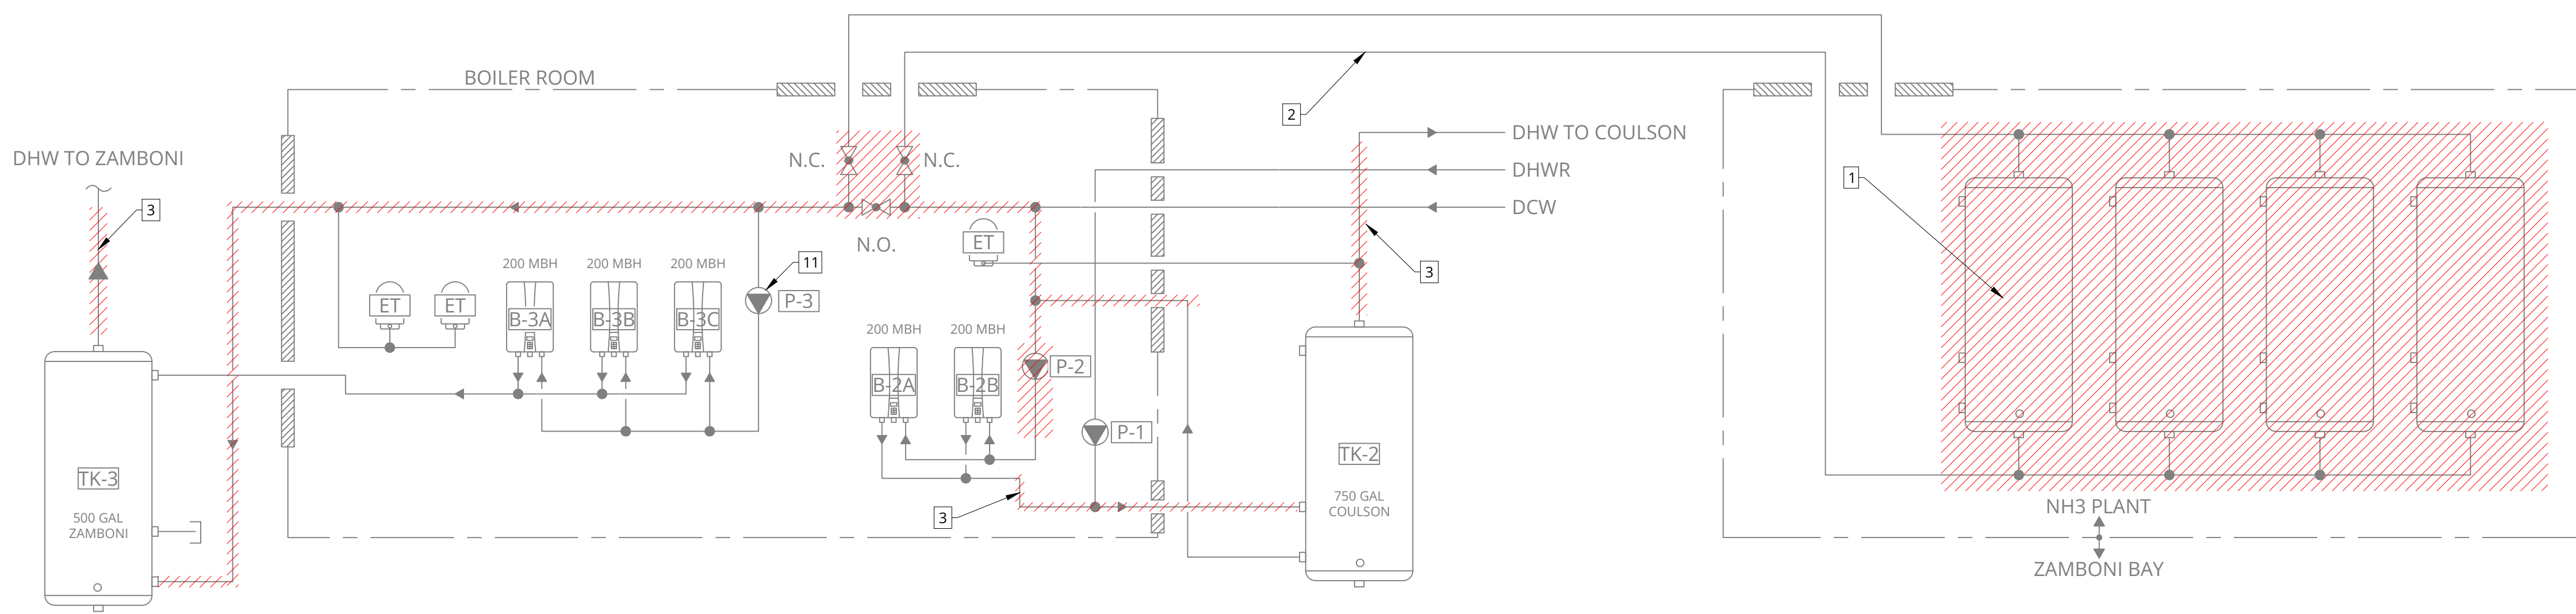 BOILER ROOM
2
DHW TO COULSON
N.C.
N.C.
DHW TO ZAMBONI
DHWR
1
3
DCW
N.O.
ET
11
3
200 MBH
200 MBH
200 MBH
ET
ET
P-3
B-3A
B-3B
B-3C
200 MBH
200 MBH
P-2
B-2A
B-2B
P-1
TK-2
TK-3
750 GAL
COULSON
3
500 GAL
ZAMBONI
NH3 PLANT
ZAMBONI BAY